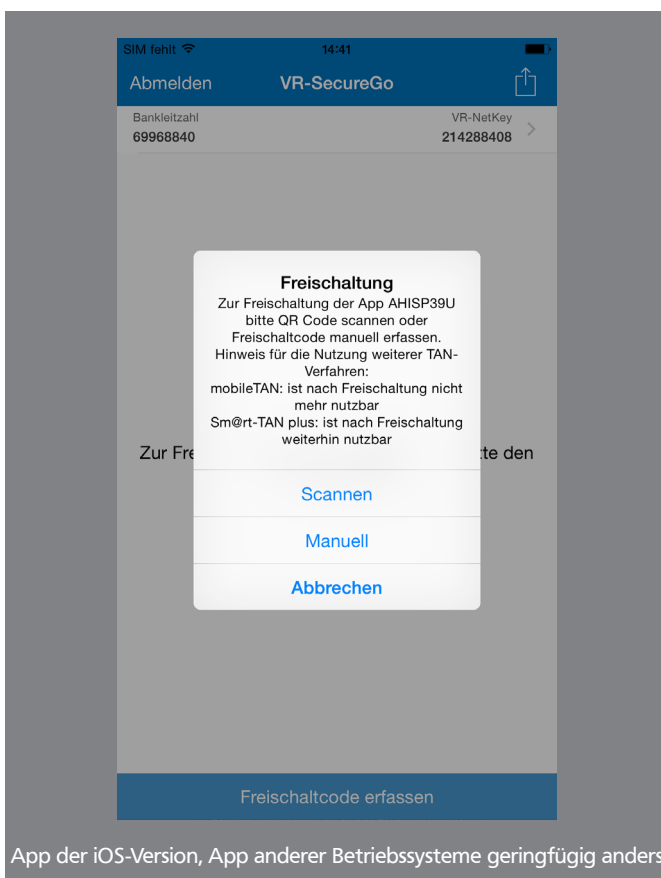 SIM fehlt 14:41
Abmelden VR-SecureGo
Bankleitzahl VR-NetKey
69968840 214288408
Freischaltung
Zur Freischaltung der App AHISP39U
bitte QR Code scannen oder
Freischaltcode manuell erfassen.
Hinweis für die Nutzung weiterer TAN-
Verfahren:
mobileTAN: ist nach Freischaltung nicht
mehr nutzbar
Sm@rt-TAN plus: ist nach Freischaltung
weiterhin nutzbar
Zur Fre te den
Scannen
Manuell
Abbrechen
Freischaltcode erfassen
App der iOS-Version, App anderer Betriebssysteme geringfügig anders